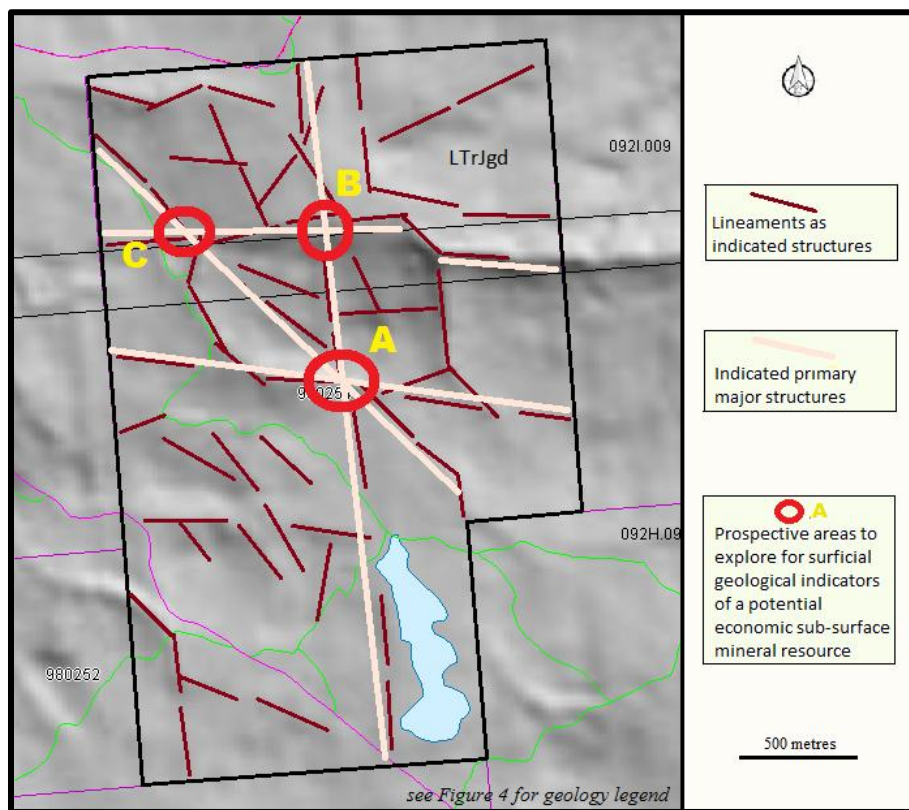 LTrJgd
092I.009
B
C
A
98025
092H.09
980252
see Figure 4 for geology legend
Lineaments as
indicated structures
Indicated primary
major structures
A
Prospective areas to
explore for surficial
geological indicators
of a potential
economic sub-surface
mineral resource
500 metres